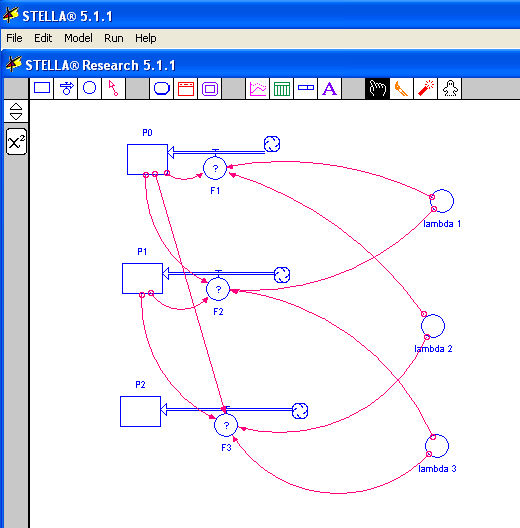 STELLA® 5.1.1
File Edit Model Run Help
STELLA® Research 5.1.1
A
X²
P0
?
F1
lambda 1
P1
?
F2
lambda 2
P2
?
F3
lambda 3